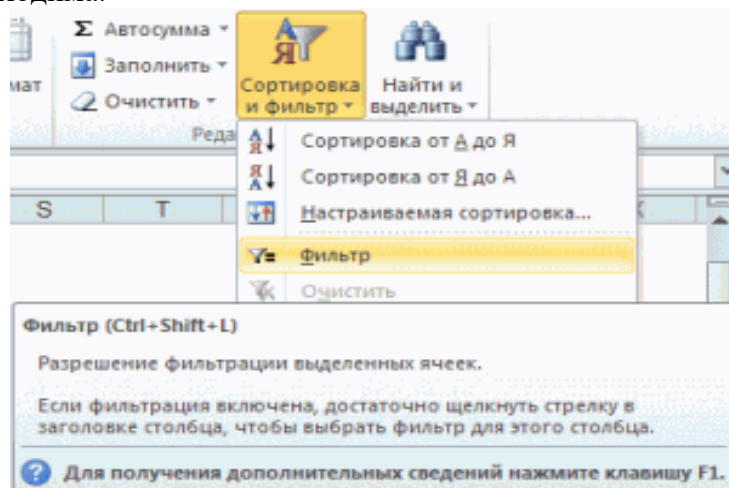 Σ Автосумма
Заполнить
Очистить
мат
Сортировка
и фильтр
Найти и
выделить
Реда
Сортировка от А до Я
Сортировка от Я до А
Настраиваемая сортировка...
S T
Фильтр
Очистить
Фильтр (Ctrl+Shift+L)
Разрешение фильтрации выделенных ячеек.
Если фильтрация включена, достаточно щелкнуть стрелку в
заголовке столбца, чтобы выбрать фильтр для этого столбца.
Для получения дополнительных сведений нажмите клавишу F1.